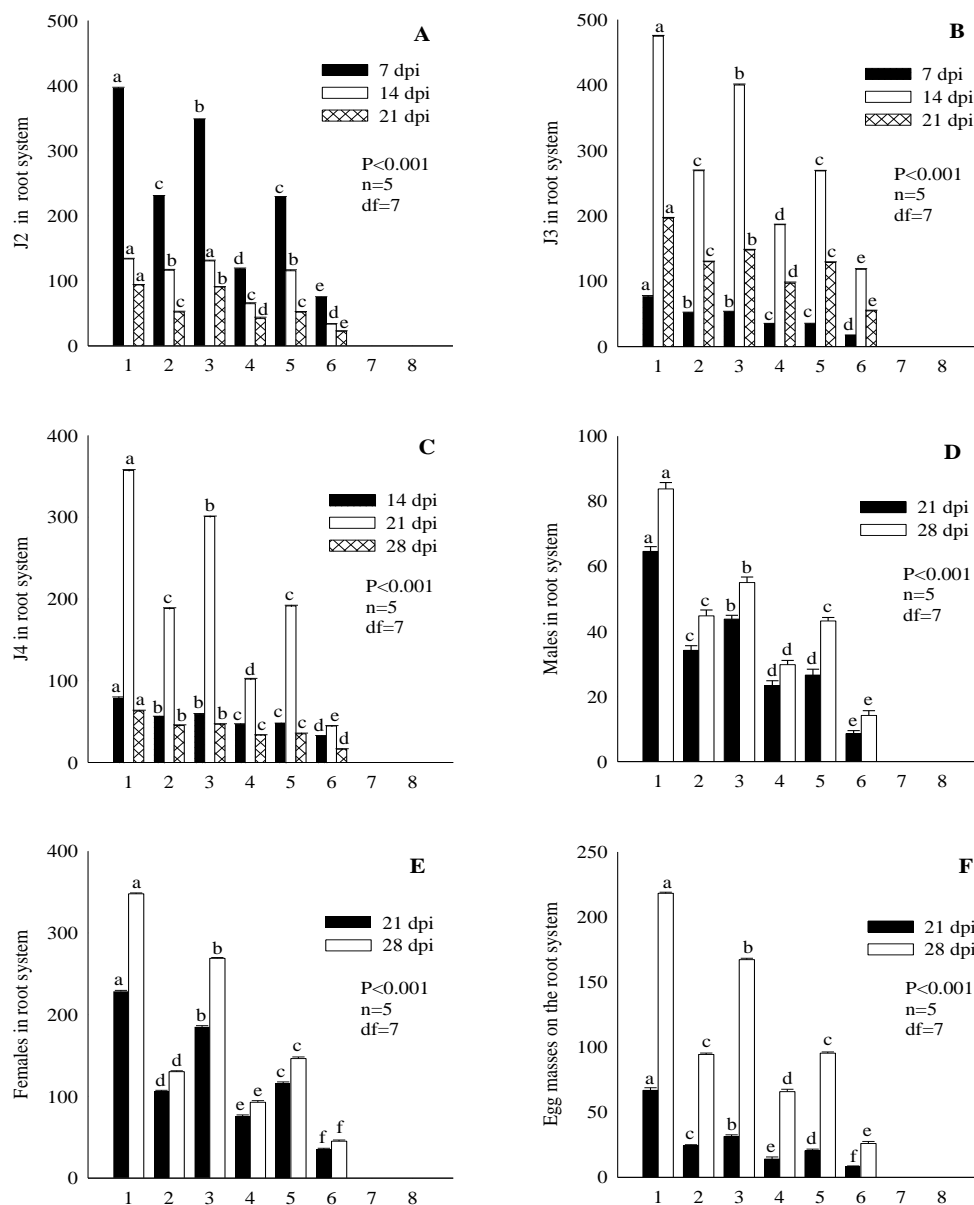 A
J2 in root system
500
400
300
200
100
0
7 dpi
14 dpi
21 dpi
P<0.001
n=5
df=7
a a a
c b c
b a b
d c d
c b c
e d e
1 2 3 4 5 6 7 8
B
J3 in root system
500
400
300
200
100
0
7 dpi
14 dpi
21 dpi
P<0.001
n=5
df=7
a a a
b c c
b b b
c d d
c c c
d e e
1 2 3 4 5 6 7 8
C
J4 in root system
400
300
200
100
0
14 dpi
21 dpi
28 dpi
P<0.001
n=5
df=7
a a a
b c b
b b b
c d c
c c c
d e d
1 2 3 4 5 6 7 8
D
Males in root system
100
80
60
40
20
0
21 dpi
28 dpi
P<0.001
n=5
df=7
a a
c c
b b
d d
d c
e e
1 2 3 4 5 6 7 8
E
Females in root system
400
300
200
100
0
21 dpi
28 dpi
P<0.001
n=5
df=7
a a
d d
b b
e e
c c
f f
1 2 3 4 5 6 7 8
F
Egg masses on the root system
250
200
150
100
50
0
21 dpi
28 dpi
P<0.001
n=5
df=7
a a
c c
b b
e d
d c
f e
1 2 3 4 5 6 7 8